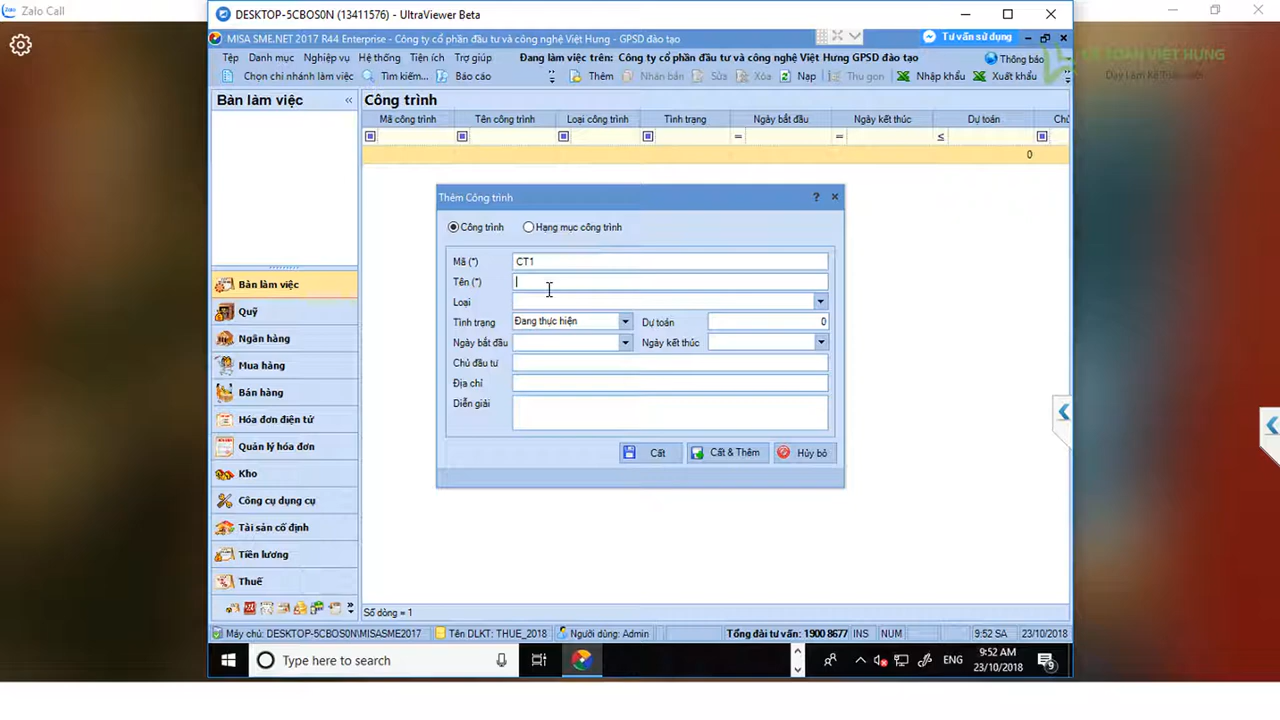 Zalo Call
DESKTOP-5CBOS0N (13411576) - UltraViewer Beta
MISA SME.NET 2017 R44 Enterprise - Công ty cổ phần đầu tư và công nghệ Việt Hưng - GPSD đào tạo
Tư vấn sử dụng
Tệp Danh mục Nghiệp vụ Hệ thống Tiện ích Trợ giúp Đang làm việc trên: Công ty cổ phần đầu tư và công nghệ Việt Hưng GPSD đào tạo Thông báo
KẾ TOÁN VIỆT HƯNG
Chọn chi nhánh làm việc Tìm kiếm... Báo cáo Thêm Nhân bản Sửa Xóa Nạp Thu gọn Nhập khẩu Xuất khẩu
Bàn làm việc
Công trình
Mã công trình Tên công trình Loại công trình Tình trạng Ngày bắt đầu Ngày kết thúc Dự toán Chủ
= = ≤
0
Thêm Công trình
Công trình Hạng mục công trình
Mã (*) CT1
Tên (*)
Loại
Tình trạng Đang thực hiện Dự toán 0
Ngày bắt đầu Ngày kết thúc
Chủ đầu tư
Địa chỉ
Diễn giải
Cất Cất & Thêm Hủy bỏ
Bàn làm việc
Quỹ
Ngân hàng
Mua hàng
Bán hàng
Hóa đơn điện tử
Quản lý hóa đơn
Kho
Công cụ dụng cụ
Tài sản cố định
Tiền lương
Thuế
Số dòng = 1
Máy chủ: DESKTOP-5CBOS0N\MISASME2017 Tên DLKT: THUE_2018 Người dùng: Admin Tổng đài tư vấn: 1900 8677 INS NUM 9:52 SA 23/10/2018
Type here to search
ENG
9:52 AM
23/10/2018
9